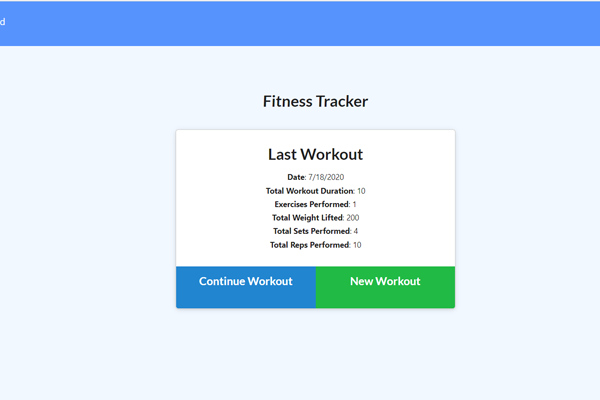 Fitness Tracker
Last Workout
Date: 7/18/2020
Total Workout Duration: 10
Exercises Performed: 1
Total Weight Lifted: 200
Total Sets Performed: 4
Total Reps Performed: 10
Continue Workout New Workout